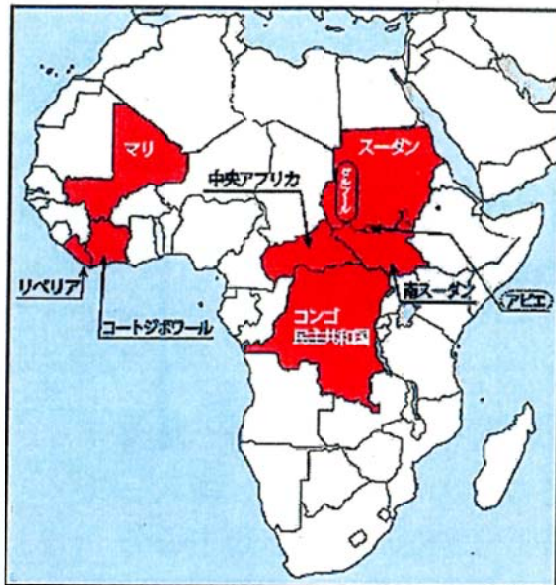 マリ
スーダン
ダルフール
中央アフリカ
リベリア
南スーダン
アビエ
コートジボワール
コンゴ
民主共和国